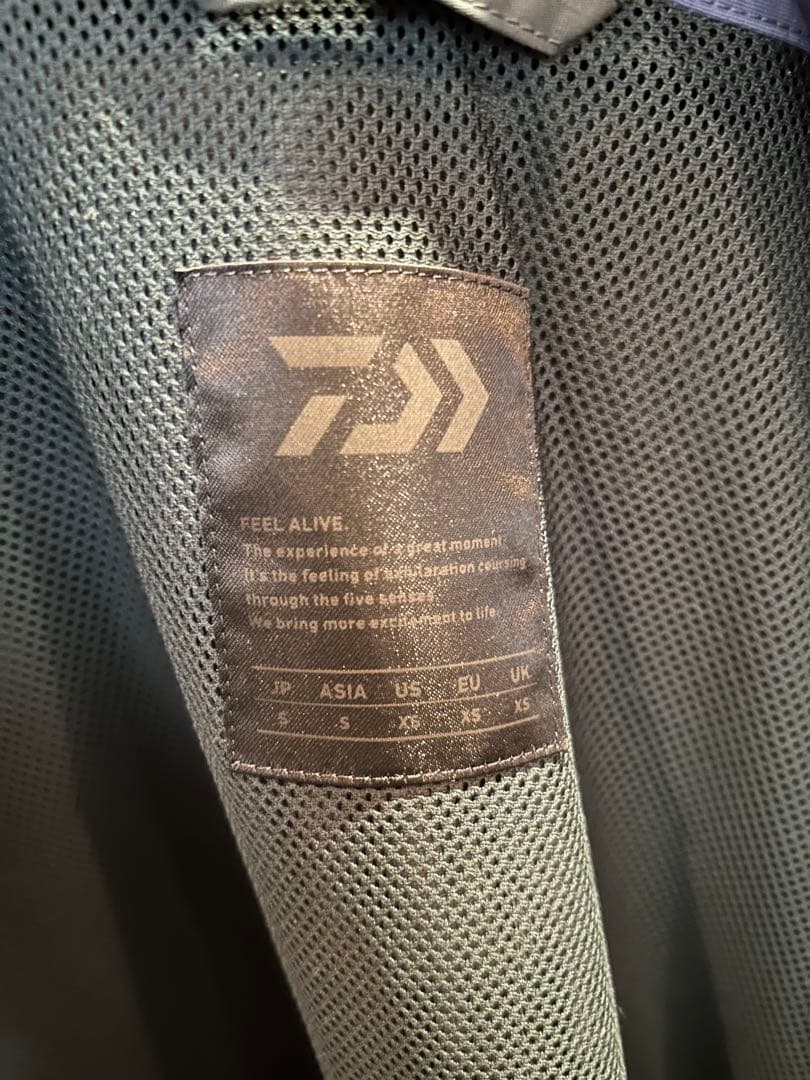 FEEL ALIVE.
The experience of a great moment
It's the feeling of exhilaration coursing
through the five senses
We bring more excitement to life
JP ASIA US EU UK
S S XS XS XS